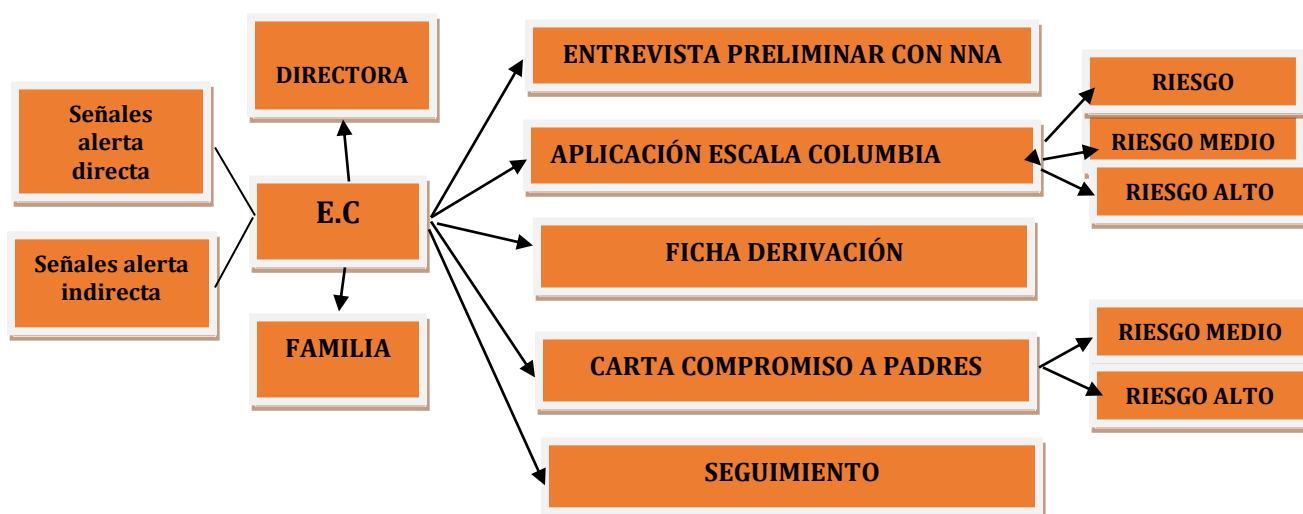 DIRECTORA
Señales
alerta
directa
E.C
Señales alerta
indirecta
FAMILIA
ENTREVISTA PRELIMINAR CON NNA
APLICACIÓN ESCALA COLUMBIA
RIESGO
RIESGO MEDIO
RIESGO ALTO
FICHA DERIVACIÓN
CARTA COMPROMISO A PADRES
RIESGO MEDIO
RIESGO ALTO
SEGUIMIENTO